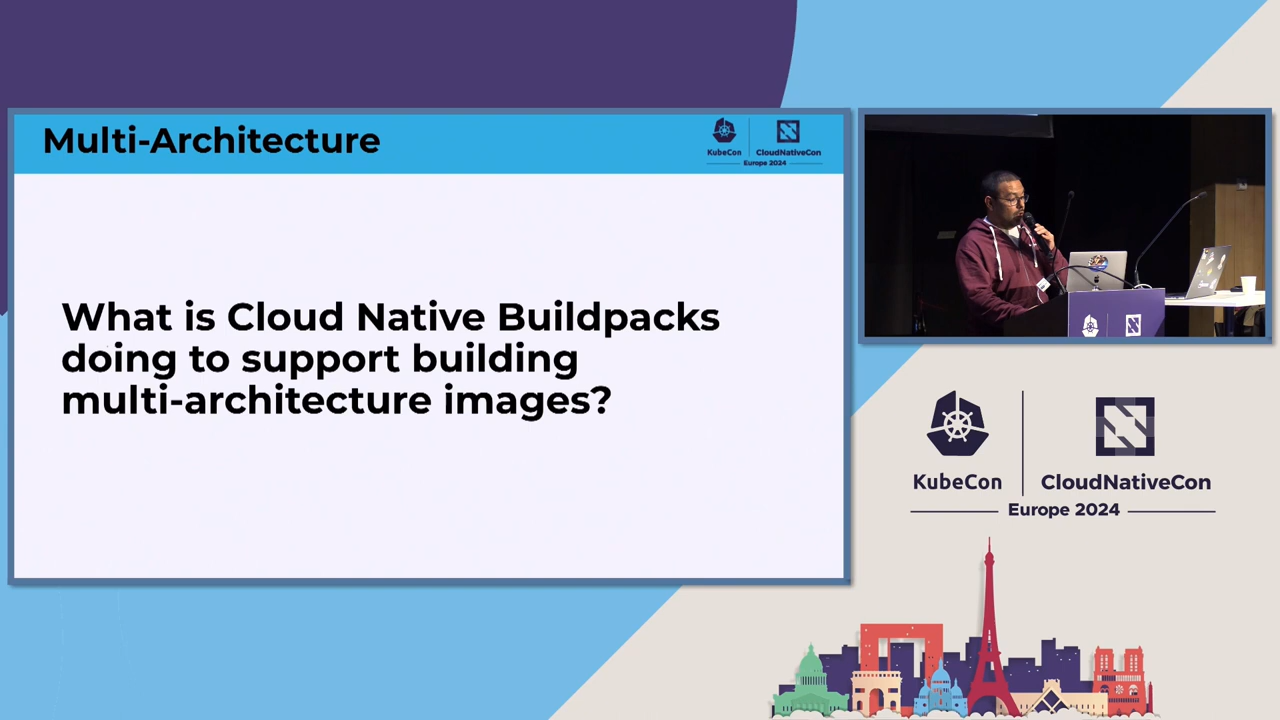 Multi-Architecture
KubeCon
CloudNativeCon
Europe 2024
What is Cloud Native Buildpacks
doing to support building
multi-architecture images?
KubeCon
CloudNativeCon
Europe 2024